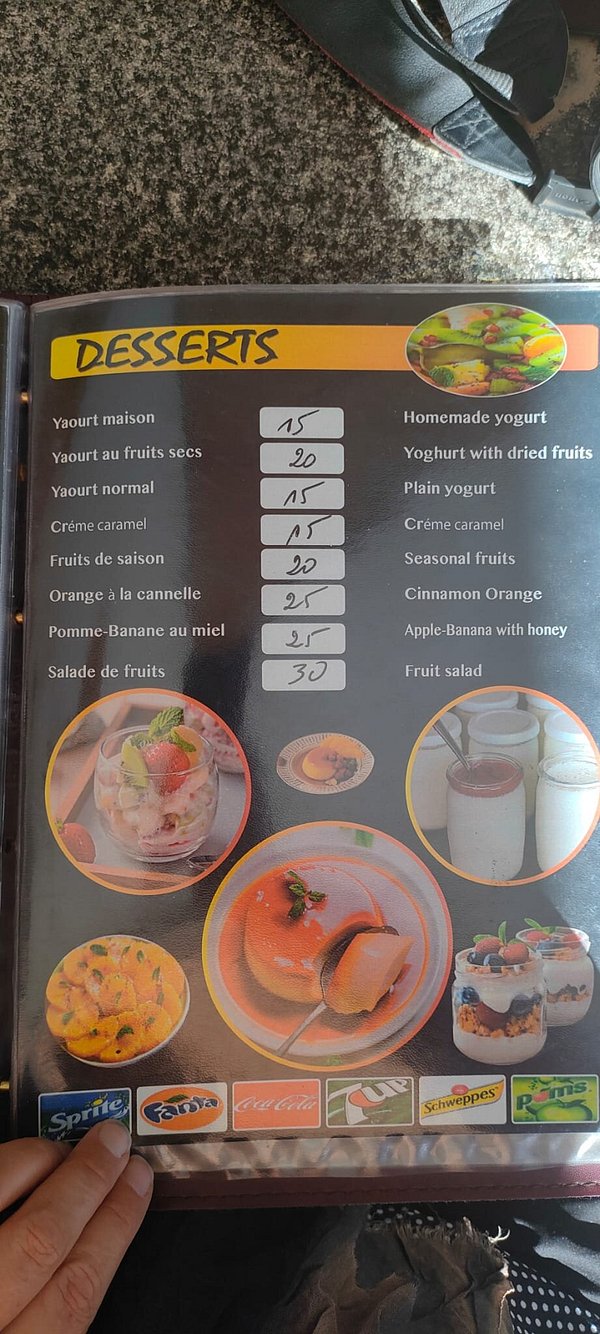 DESSERTS
Yaourt maison 15 Homemade yogurt
Yaourt au fruits secs 20 Yoghurt with dried fruits
Yaourt normal 15 Plain yogurt
Créme caramel 15 Créme caramel
Fruits de saison 20 Seasonal fruits
Orange à la cannelle 25 Cinnamon Orange
Pomme-Banane au miel 25 Apple-Banana with honey
Salade de fruits 30 Fruit salad
Sprite Fanta Coca-Cola 7up Schweppes Poms